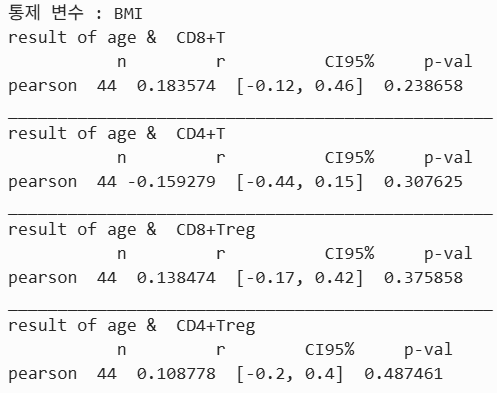 통제 변수 : BMI
result of age &  CD8+T
n         r          CI95%     p-val
pearson  44  0.183574  [-0.12, 0.46]  0.238658
result of age &  CD4+T
n         r          CI95%     p-val
pearson  44 -0.159279  [-0.44, 0.15]  0.307625
result of age &  CD8+Treg
n         r          CI95%     p-val
pearson  44  0.138474  [-0.17, 0.42]  0.375858
result of age &  CD4+Treg
n         r        CI95%     p-val
pearson  44  0.108778  [-0.2, 0.4]  0.487461